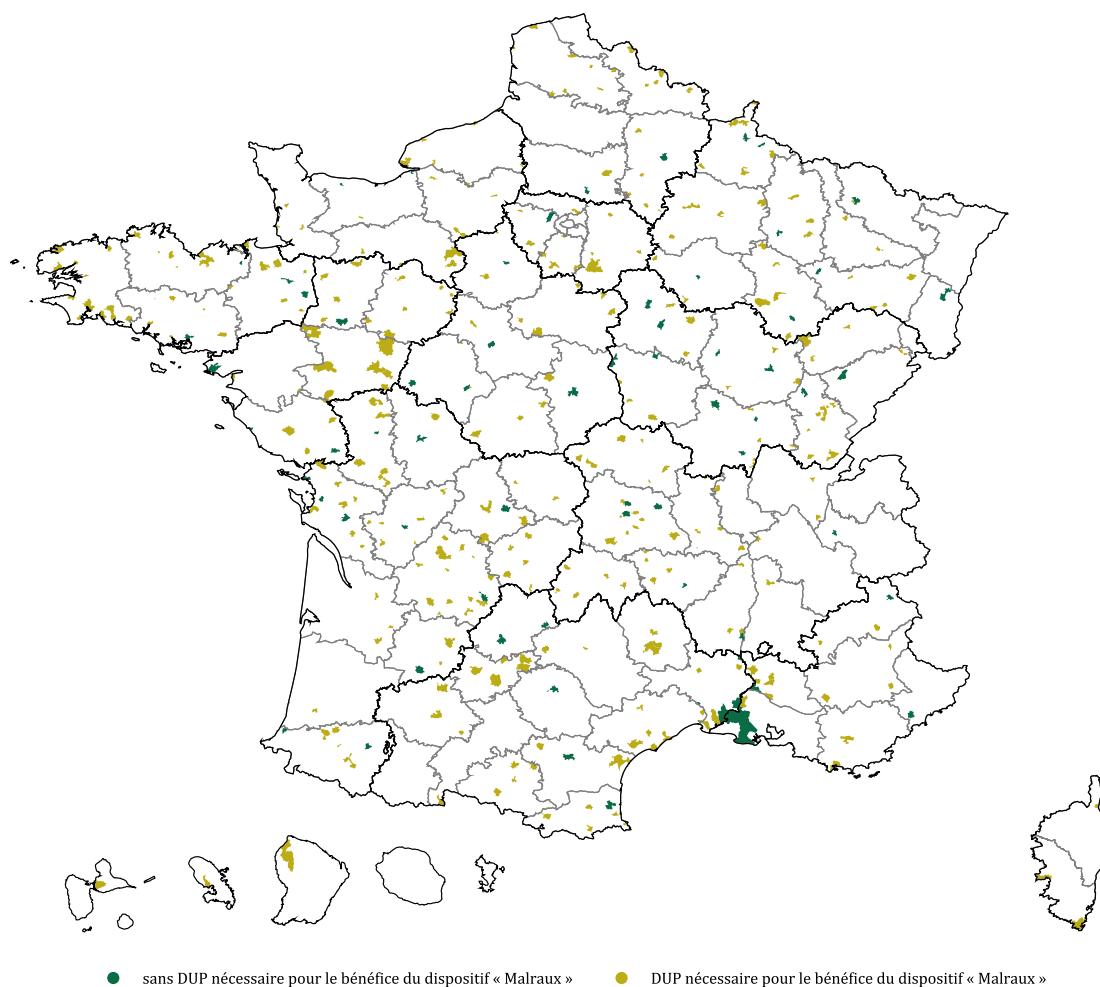 sans DUP nécessaire pour le bénéfice du dispositif « Malraux »
DUP nécessaire pour le bénéfice du dispositif « Malraux »